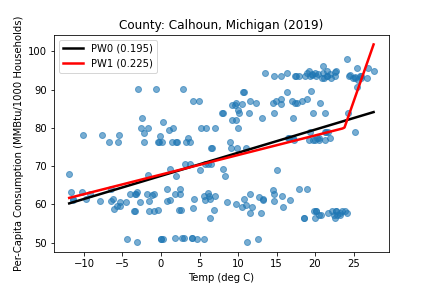 County: Calhoun, Michigan (2019)
PW0 (0.195)
PW1 (0.225)
Per-Capita Consumption (MMBtu/1000 Households)
100
90
80
70
60
50
−10 −5 0 5 10 15 20 25
Temp (deg C)